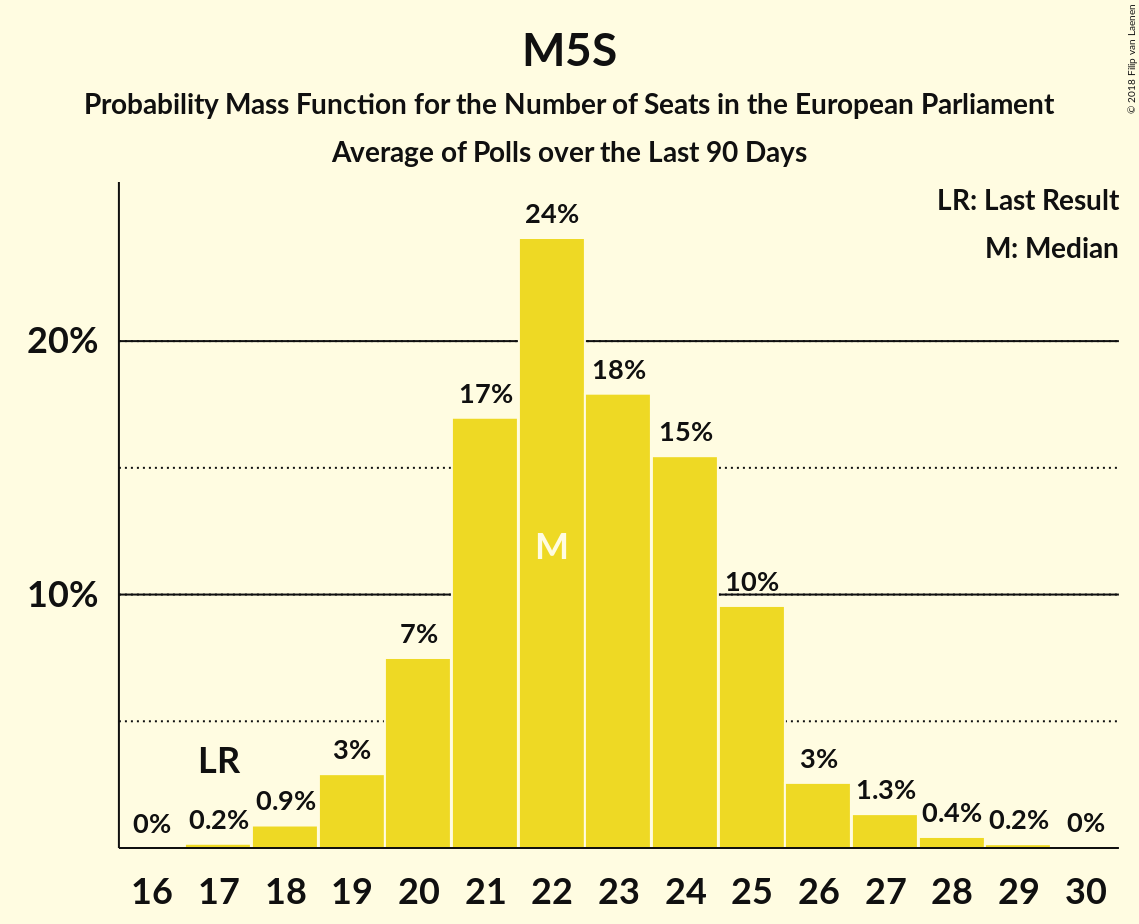 M5S
Probability Mass Function for the Number of Seats in the European Parliament
Average of Polls over the Last 90 Days
© 2018 Filip van Laenen
LR: Last Result
M: Median
24%
20%
18%
17%
15%
M
10%
10%
7%
LR
3%
3%
1.3%
0.9%
0.4%
0% 0.2% 0.2% 0%
16 17 18 19 20 21 22 23 24 25 26 27 28 29 30